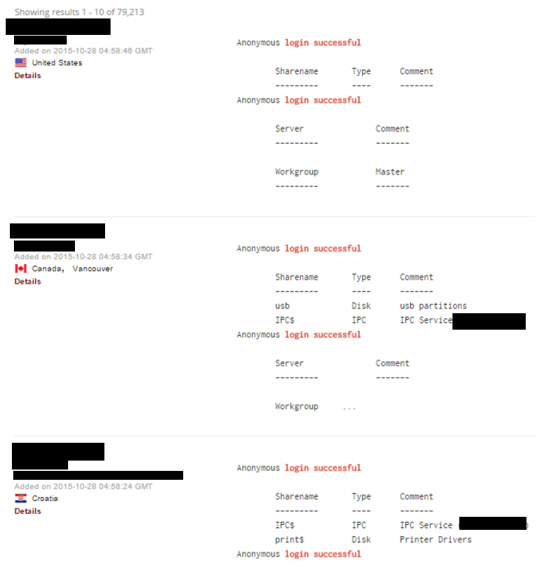 Showing results 1 - 10 of 79,213
Added on 2015-10-28 04:58:46 GMT
United States
Details
Anonymous login successful
Sharename Type Comment
--------- ---- -------
Anonymous login successful
Server Comment
--------- -------
Workgroup Master
--------- -------
Added on 2015-10-28 04:58:34 GMT
Canada, Vancouver
Details
Anonymous login successful
Sharename Type Comment
--------- ---- -------
usb Disk usb partitions
IPC$ IPC IPC Service
Anonymous login successful
Server Comment
--------- -------
Workgroup ...
Added on 2015-10-28 04:58:24 GMT
Croatia
Details
Anonymous login successful
Sharename Type Comment
--------- ---- -------
IPC$ IPC IPC Service ( )
print$ Disk Printer Drivers
Anonymous login successful